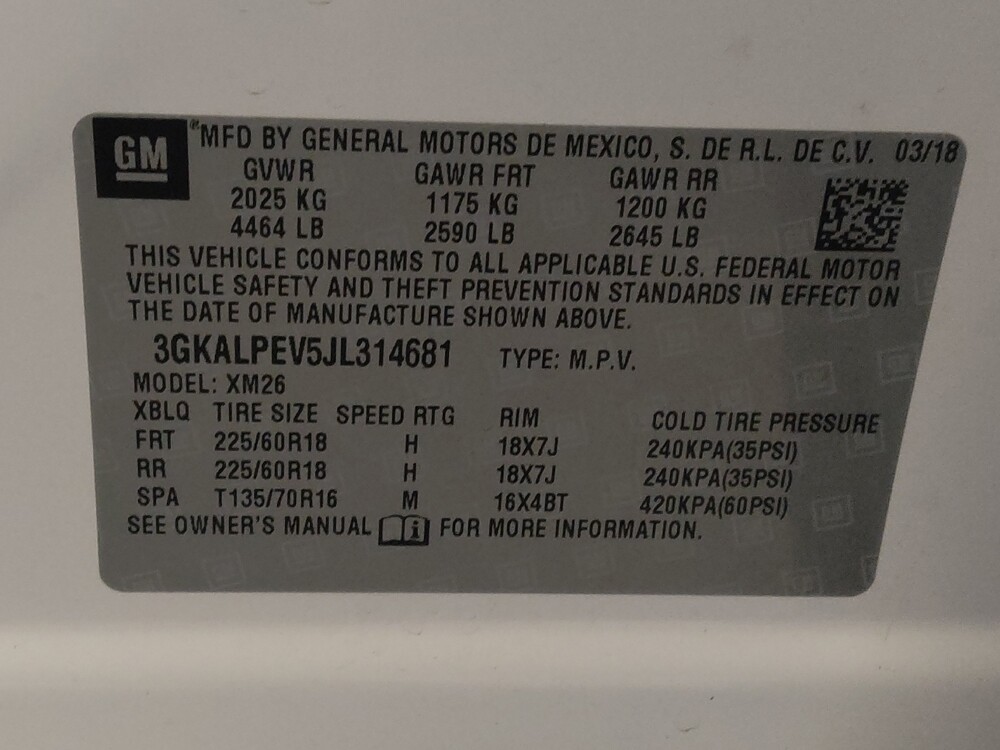 GM
MFD BY GENERAL MOTORS DE MEXICO, S. DE R.L. DE C.V. 03/18
GVWR GAWR FRT GAWR RR
2025 KG 1175 KG 1200 KG
4464 LB 2590 LB 2645 LB
THIS VEHICLE CONFORMS TO ALL APPLICABLE U.S. FEDERAL MOTOR
VEHICLE SAFETY AND THEFT PREVENTION STANDARDS IN EFFECT ON
THE DATE OF MANUFACTURE SHOWN ABOVE.
3GKALPEV5JL314681 TYPE: M.P.V.
MODEL: XM26
XBLQ TIRE SIZE SPEED RTG RIM COLD TIRE PRESSURE
FRT 225/60R18 H 18X7J 240KPA(35PSI)
RR 225/60R18 H 18X7J 240KPA(35PSI)
SPA T135/70R16 M 16X4BT 420KPA(60PSI)
SEE OWNER'S MANUAL i FOR MORE INFORMATION.